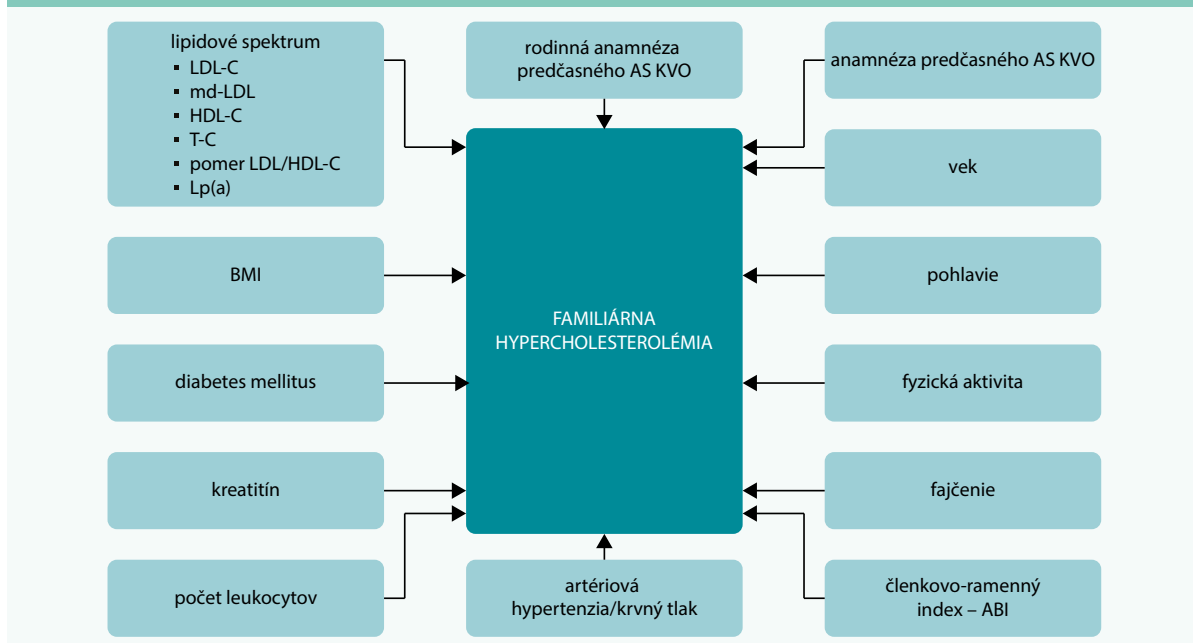 lipidové spektrum
▪ LDL-C
▪ md-LDL
▪ HDL-C
▪ T-C
▪ pomer LDL/HDL-C
▪ Lp(a)
rodinná anamnéza
predčasného AS KVO
anamnéza predčasného AS KVO
vek
BMI
pohlavie
FAMILIÁRNA
HYPERCHOLESTEROLÉMIA
diabetes mellitus
fyzická aktivita
kreatitín
fajčenie
počet leukocytov
artériová
hypertenzia/krvný tlak
členkovo-ramenný
index – ABI